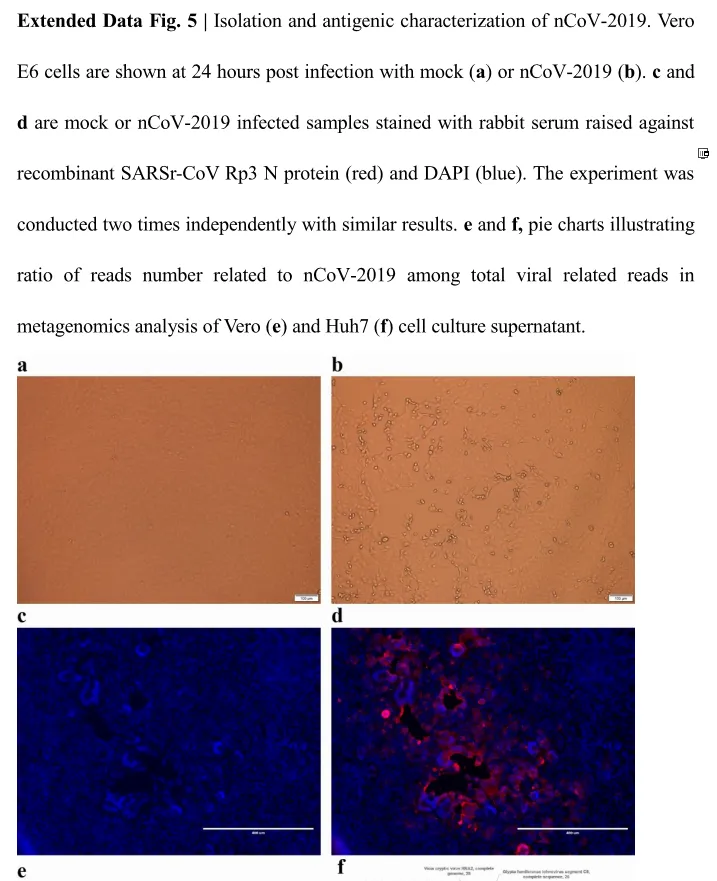 Extended Data Fig. 5 | Isolation and antigenic characterization of nCoV-2019. Vero
E6 cells are shown at 24 hours post infection with mock (a) or nCoV-2019 (b). c and
d are mock or nCoV-2019 infected samples stained with rabbit serum raised against
recombinant SARSr-CoV Rp3 N protein (red) and DAPI (blue). The experiment was
conducted two times independently with similar results. e and f, pie charts illustrating
ratio of reads number related to nCoV-2019 among total viral related reads in
metagenomics analysis of Vero (e) and Huh7 (f) cell culture supernatant.
a
b
c
d
e
f
complete
genome,
complete sequence,